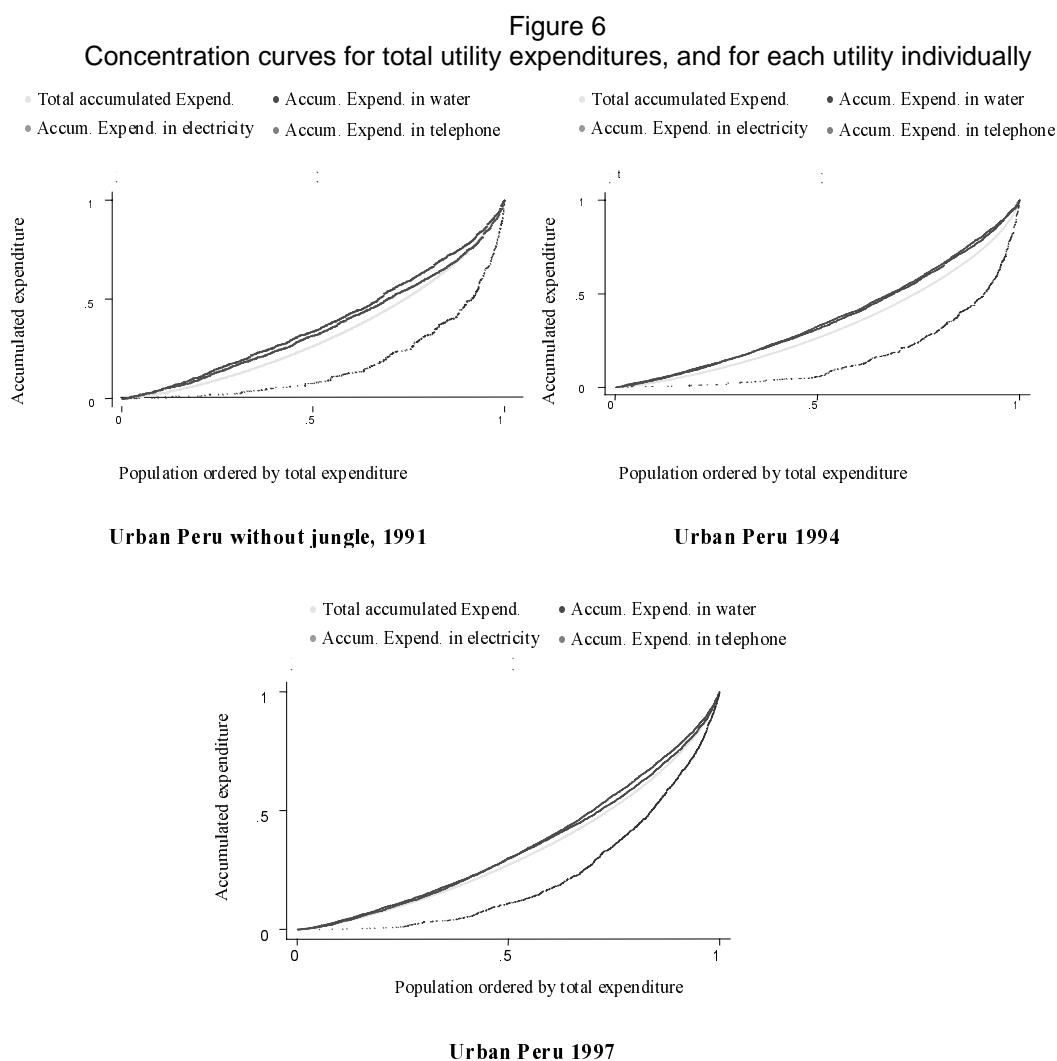 Figure 6
Concentration curves for total utility expenditures, and for each utility individually
Total accumulated Expend. Accum. Expend. in water
Accum. Expend. in electricity Accum. Expend. in telephone
Accumulated expenditure
1
.5
0
0 .5 1
Population ordered by total expenditure
Urban Peru without jungle, 1991
Total accumulated Expend. Accum. Expend. in water
Accum. Expend. in electricity Accum. Expend. in telephone
t
Accumulated expenditure
1
.5
0
0 .5 1
Population ordered by total expenditure
Urban Peru 1994
Total accumulated Expend. Accum. Expend. in water
Accum. Expend. in electricity Accum. Expend. in telephone
Accumulated expenditure
1
.5
0
0 .5 1
Population ordered by total expenditure
Urban Peru 1997